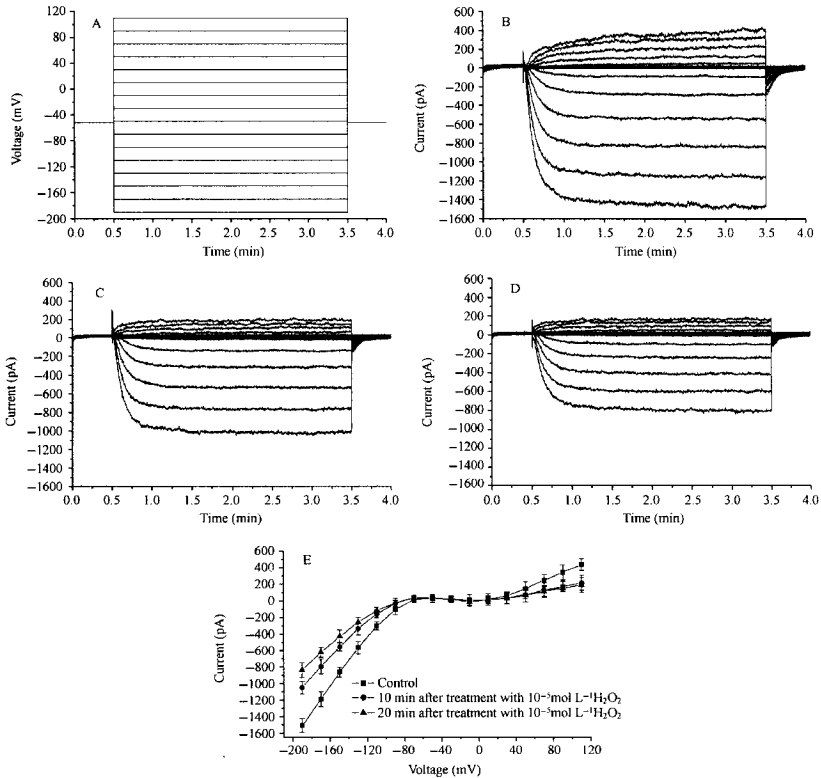 A
120
80
40
0
−40
−80
−120
−160
−200
Voltage (mV)
0.0 0.5 1.0 1.5 2.0 2.5 3.0 3.5 4.0
Time (min)
B
600
400
200
0
−200
−400
−600
−800
−1000
−1200
−1400
−1600
Current (pA)
0.0 0.5 1.0 1.5 2.0 2.5 3.0 3.5 4.0
Time (min)
C
600
400
200
0
−200
−400
−600
−800
−1000
−1200
−1400
−1600
Current (pA)
0.0 0.5 1.0 1.5 2.0 2.5 3.0 3.5 4.0
Time (min)
D
600
400
200
0
−200
−400
−600
−800
−1000
−1200
−1400
−1600
Current (pA)
0.0 0.5 1.0 1.5 2.0 2.5 3.0 3.5 4.0
Time (min)
E
600
400
200
0
−200
−400
−600
−800
−1000
−1200
−1400
−1600
Current (pA)
Control
10 min after treatment with 10⁻⁵mol L⁻¹H₂O₂
20 min after treatment with 10⁻⁵mol L⁻¹H₂O₂
−200 −160 −120 −80 −40 0 40 80 120
Voltage (mV)